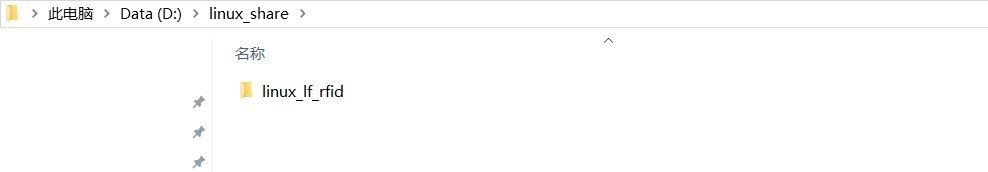 此电脑 > Data (D:) > linux_share >
名称
linux_lf_rfid